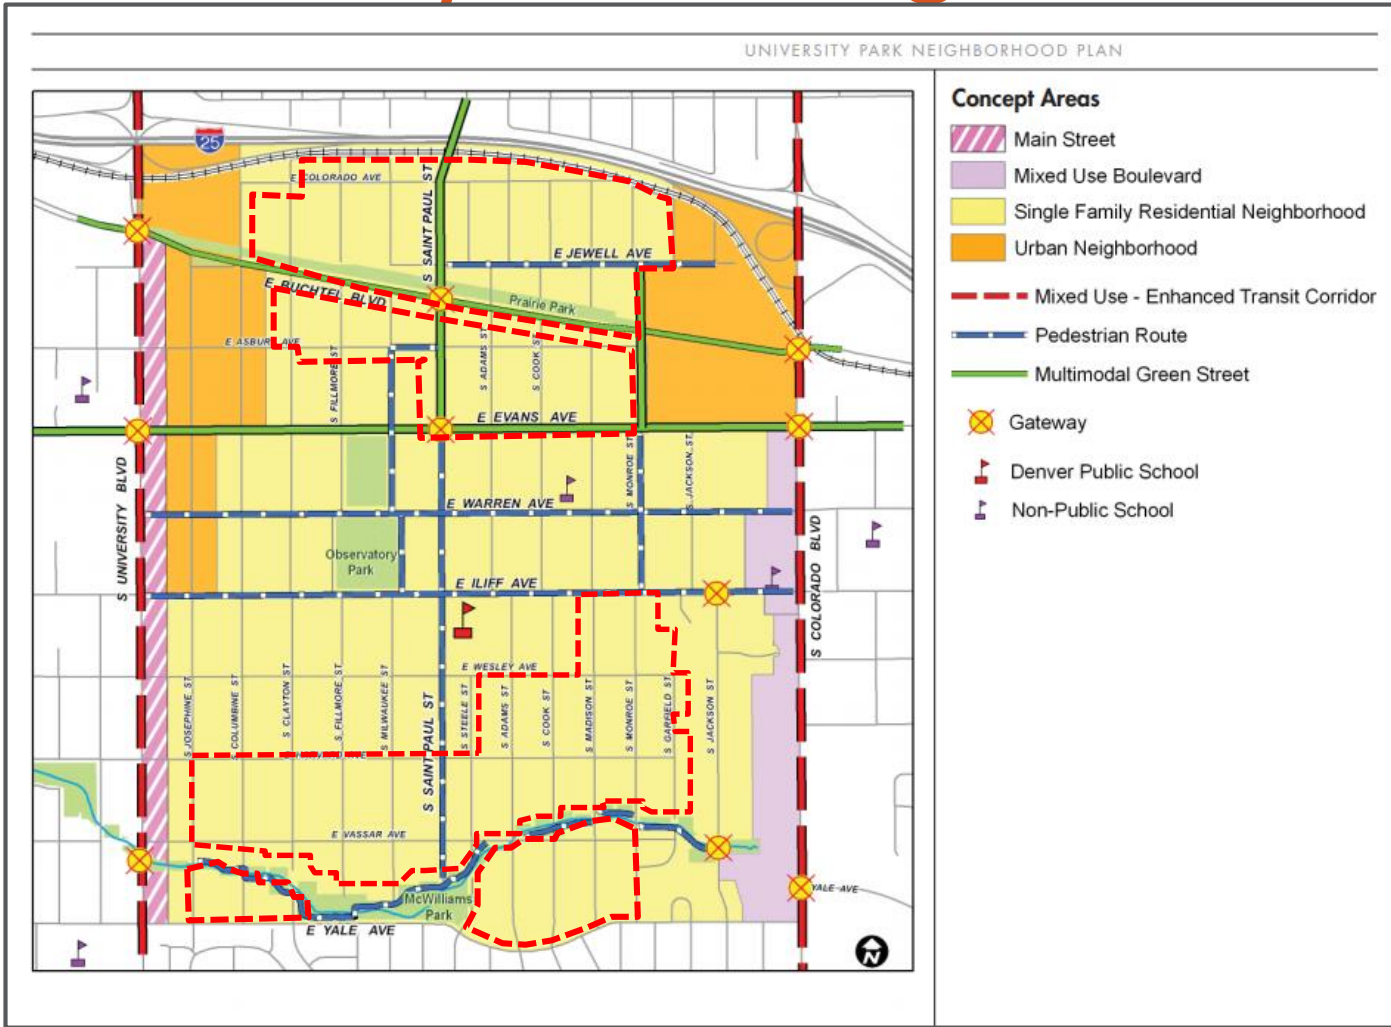 UNIVERSITY PARK NEIGHBORHOOD PLAN
Concept Areas
Main Street
Mixed Use Boulevard
Single Family Residential Neighborhood
Urban Neighborhood
Mixed Use - Enhanced Transit Corridor
Pedestrian Route
Multimodal Green Street
Gateway
Denver Public School
Non-Public School
25
E COLORADO AVE
S SAINT PAUL ST
E JEWELL AVE
E BUCHTEL BLVD
Prairie Park
E ASBURY AVE
S FILLMORE ST
S ADAMS ST
S COOK ST
E EVANS AVE
S UNIVERSITY BLVD
S MONROE ST
S JACKSON ST
E WARREN AVE
Observatory
Park
S COLORADO BLVD
E ILIFF AVE
E WESLEY AVE
S JOSEPHINE ST
S COLUMBINE ST
S CLAYTON ST
S FILLMORE ST
S MILWAUKEE ST
S SAINT PAUL ST
S STEELE ST
S ADAMS ST
S COOK ST
S MADISON ST
S MONROE ST
S GARFIELD ST
S JACKSON ST
E VASSAR AVE
McWilliams
Park
E YALE AVE
YALE AVE
N